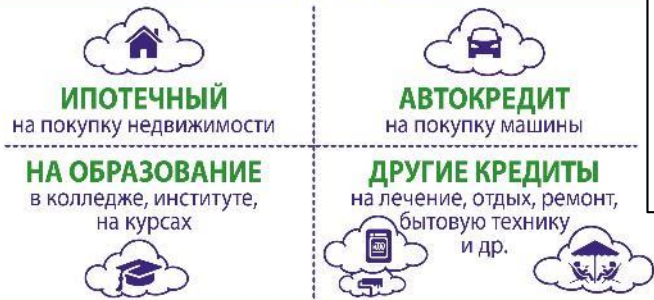 ИПОТЕЧНЫЙ
на покупку недвижимости
АВТОКРЕДИТ
на покупку машины
НА ОБРАЗОВАНИЕ
в колледже, институте,
на курсах
ДРУГИЕ КРЕДИТЫ
на лечение, отдых, ремонт,
бытовую технику
и др.